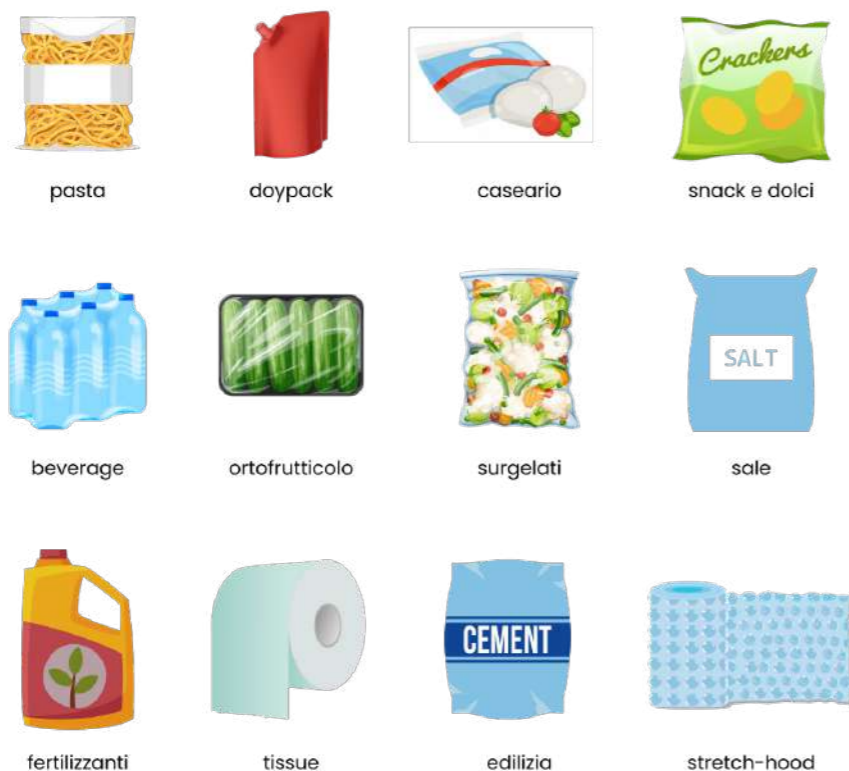 Crackers
pasta
doypack
caseario
snack e dolci
SALT
beverage
ortofrutticolo
surgelati
sale
CEMENT
fertilizzanti
tissue
edilizia
stretch-hood